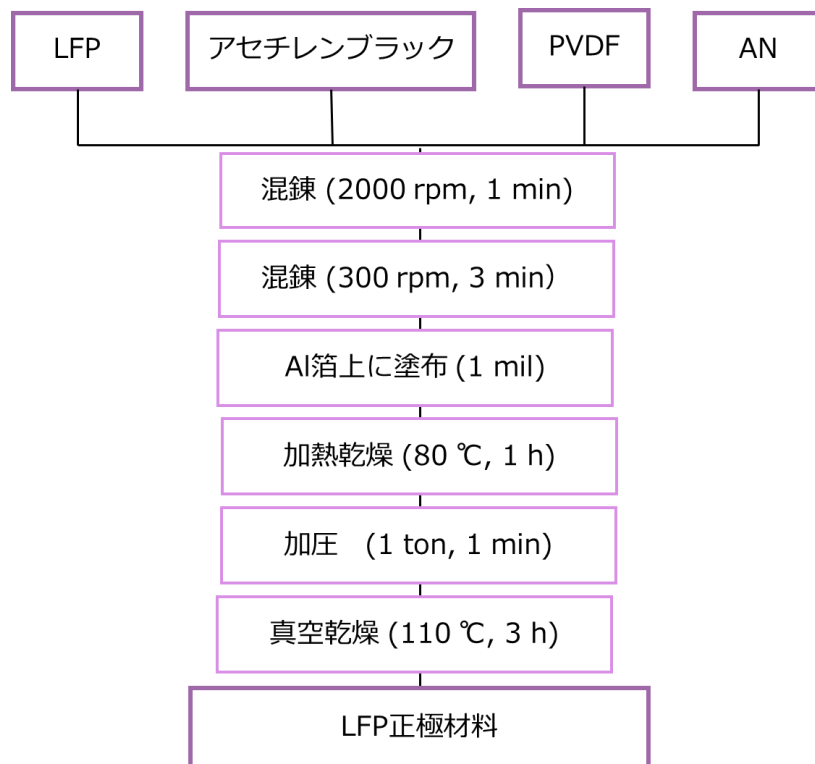 LFP
アセチレンブラック
PVDF
AN
混錬 (2000 rpm, 1 min)
混錬 (300 rpm, 3 min）
Al箔上に塗布 (1 mil)
加熱乾燥 (80 ℃, 1 h)
加圧　(1 ton, 1 min)
真空乾燥 (110 ℃, 3 h)
LFP正極材料